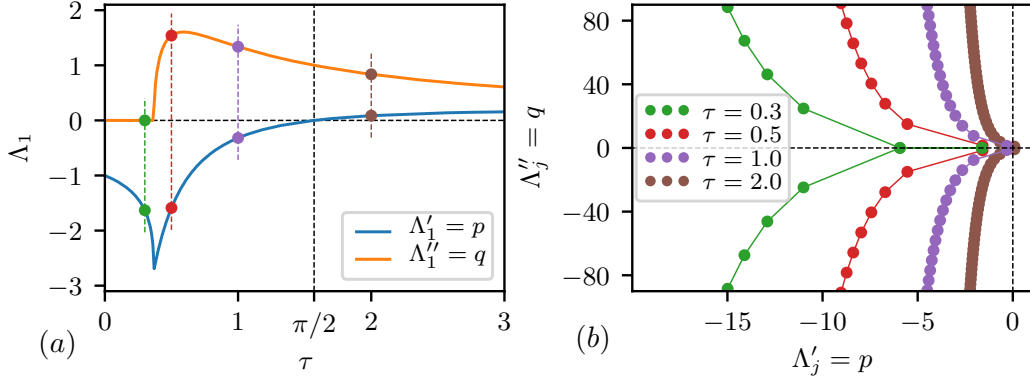 2
1
0
−1
−2
−3
Λ₁
0
1
π/2
2
3
τ
(a)
Λ′₁ = p
Λ″₁ = q
80
40
0
−40
−80
Λ″ⱼ = q
−15
−10
−5
0
Λ′ⱼ = p
(b)
τ = 0.3
τ = 0.5
τ = 1.0
τ = 2.0